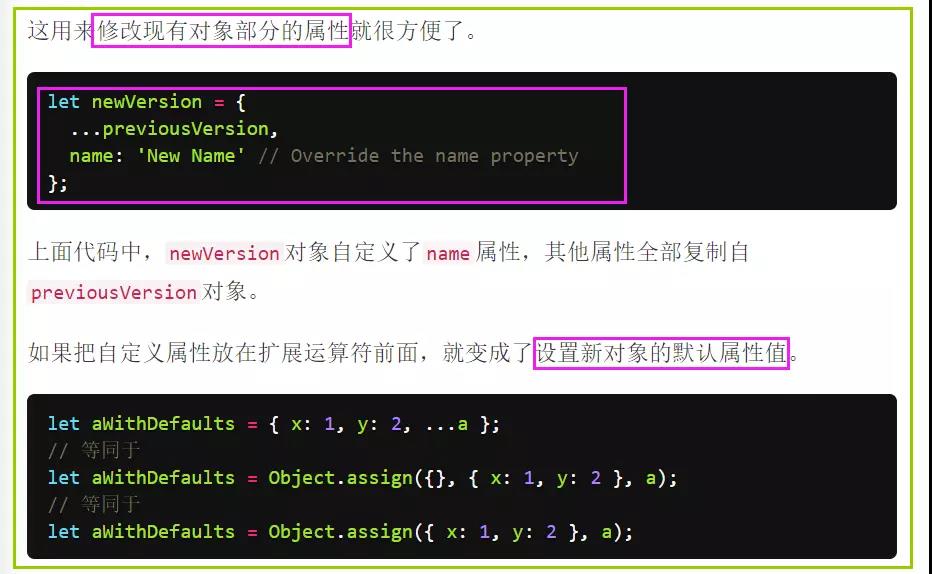 这用来修改现有对象部分的属性就很方便了。
let newVersion = {
  ...previousVersion,
  name: 'New Name' // Override the name property
};
上面代码中，newVersion对象自定义了name属性，其他属性全部复制自
previousVersion对象。
如果把自定义属性放在扩展运算符前面，就变成了设置新对象的默认属性值。
let aWithDefaults = { x: 1, y: 2, ...a };
// 等同于
let aWithDefaults = Object.assign({}, { x: 1, y: 2 }, a);
// 等同于
let aWithDefaults = Object.assign({ x: 1, y: 2 }, a);